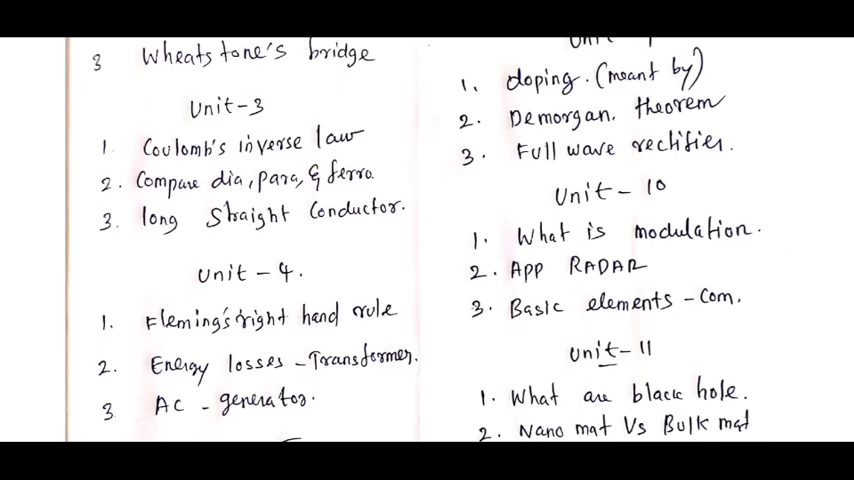 3 Wheatstone's bridge
Unit-3
1. Coulomb's inverse law
2. Compare dia, para, & ferro.
3. long straight conductor.
Unit - 4.
1. Fleming's right hand rule
2. Energy losses - Transformer.
3 AC - generator.
1. doping. (meant by)
2. Demorgan. theorem
3. Full wave rectifier.
Unit - 10
1. What is modulation.
2. App RADAR
3. Basic elements - Com.
Unit - 11
1. What are black hole.
2. Nano mat Vs Bulk mat